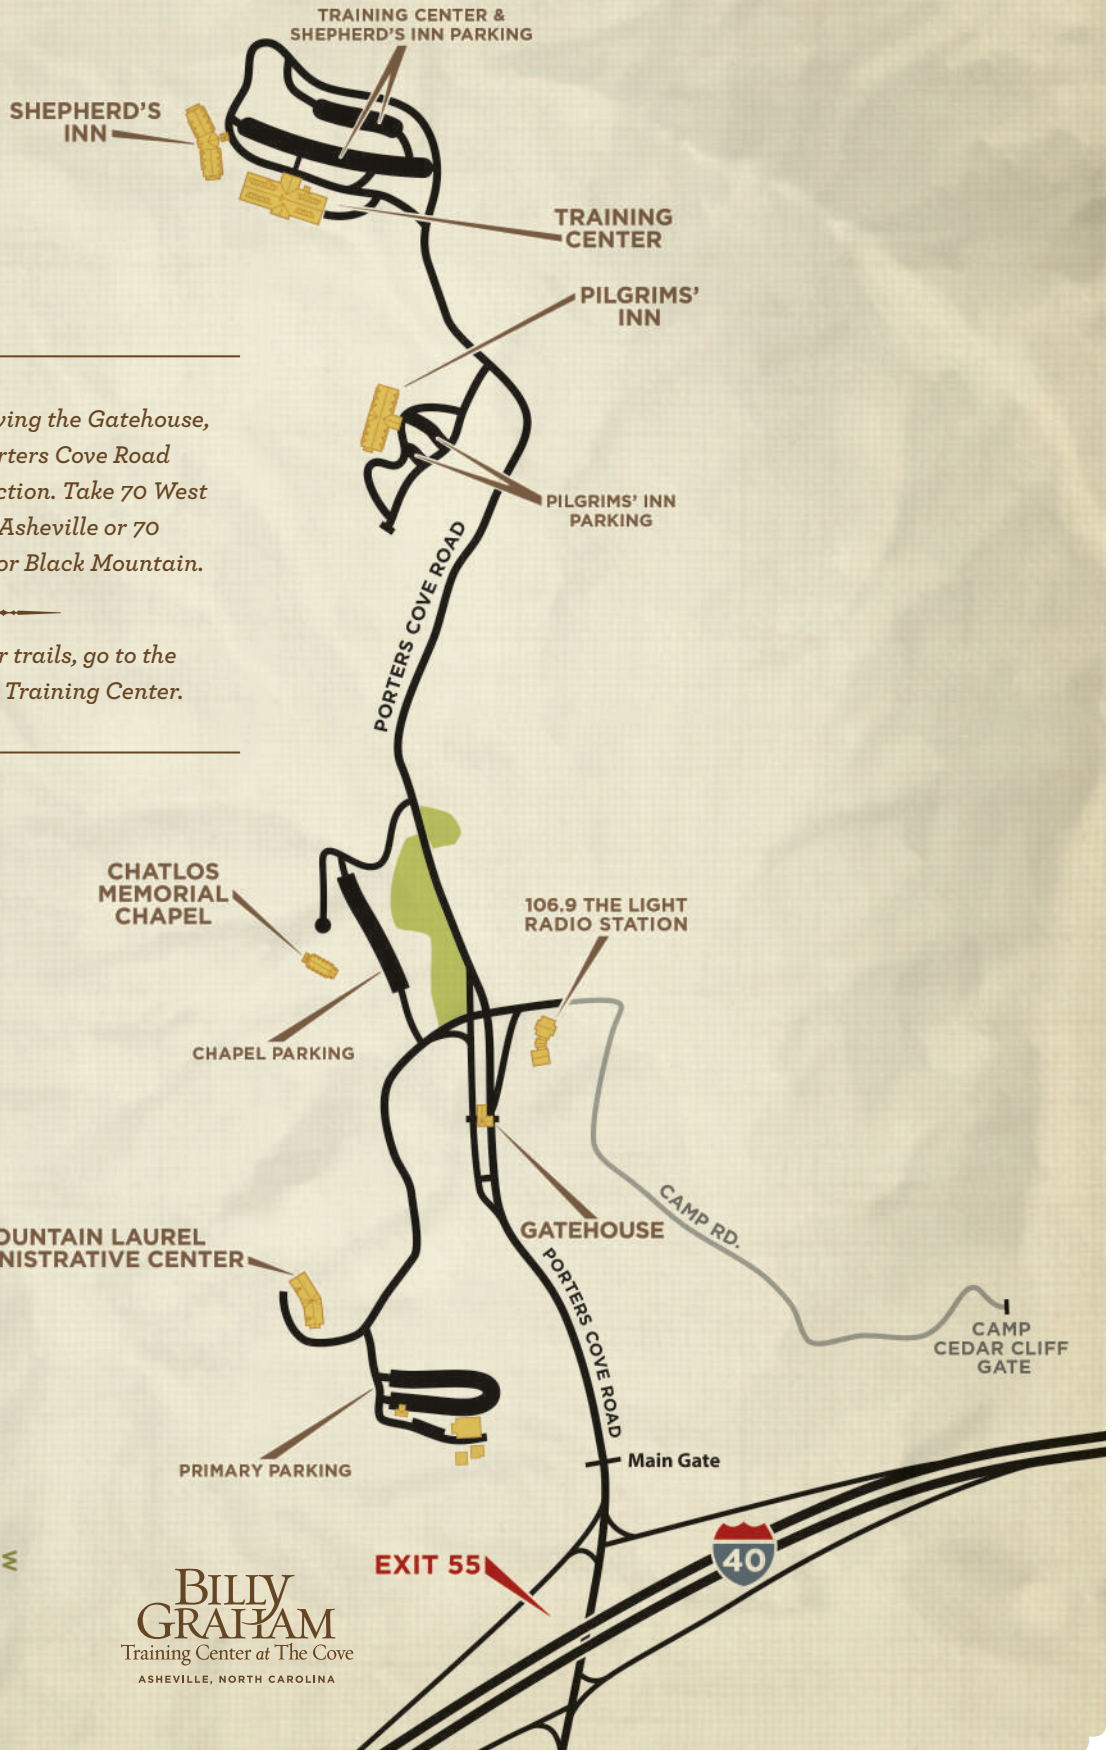 TRAINING CENTER &
SHEPHERD'S INN PARKING
SHEPHERD'S
INN
TRAINING
CENTER
PILGRIMS'
INN
ving the Gatehouse,
rters Cove Road
ction. Take 70 West
Asheville or 70
or Black Mountain.
r trails, go to the
Training Center.
PILGRIMS' INN
PARKING
PORTERS COVE ROAD
CHATLOS
MEMORIAL
CHAPEL
106.9 THE LIGHT
RADIO STATION
CHAPEL PARKING
GATEHOUSE
CAMP RD.
OUNTAIN LAUREL
NISTRATIVE CENTER
PORTERS COVE ROAD
CAMP
CEDAR CLIFF
GATE
PRIMARY PARKING
Main Gate
40
EXIT 55
W
BILLY
GRAHAM
Training Center at The Cove
ASHEVILLE, NORTH CAROLINA